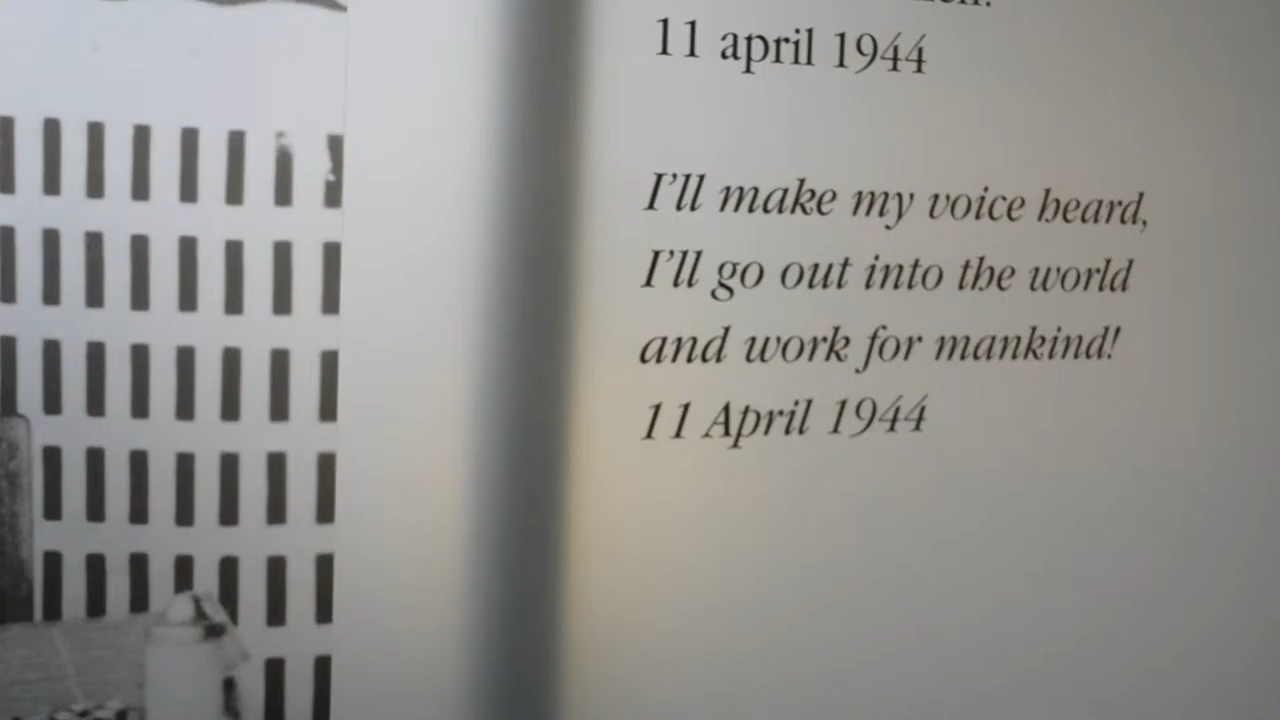 11 april 1944
I'll make my voice heard,
I'll go out into the world
and work for mankind!
11 April 1944